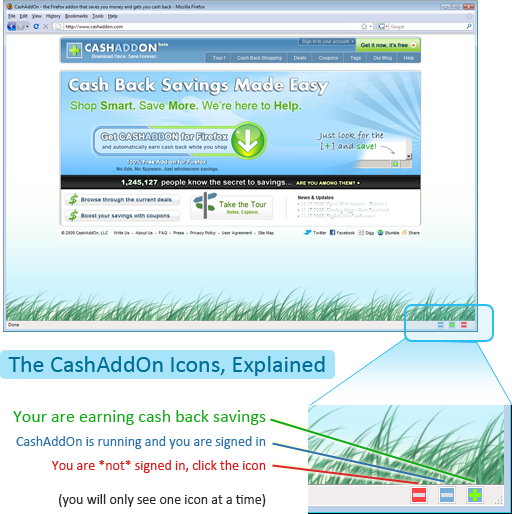 CashAddOn - the Firefox addon that saves you money and gets you cash back - Mozilla Firefox
File Edit View History Bookmarks Tools Help
http://www.cashaddon.com/
Google
CASHADDON beta
Download Once. Save Forever.
Sign-in to your account
Get it now, it's free
Tour! Cash Back Shopping Deals Coupons Tags Our Blog Help
Cash Back Savings Made Easy
Shop Smart. Save More. We're here to Help.
Get CASHADDON for Firefox
and automatically earn cash back while you shop
100% Free Addon for Firefox
No Ads. No Spyware. Just wholesome savings.
Just look for the
[+] and save!
1,245,127 people know the secret to savings... ARE YOU AMONG THEM?
Browse through the current deals
Boost your savings with coupons
Take the Tour
Relax, Explore.
News & Updates
© 2009 CashAddOn, LLC Write Us - About Us - FAQ - Press - Privacy Policy - User Agreement - Site Map
Twitter Facebook Digg Stumble Share
Done
The CashAddOn Icons, Explained
Your are earning cash back savings
CashAddOn is running and you are signed in
You are *not* signed in, click the icon
(you will only see one icon at a time)